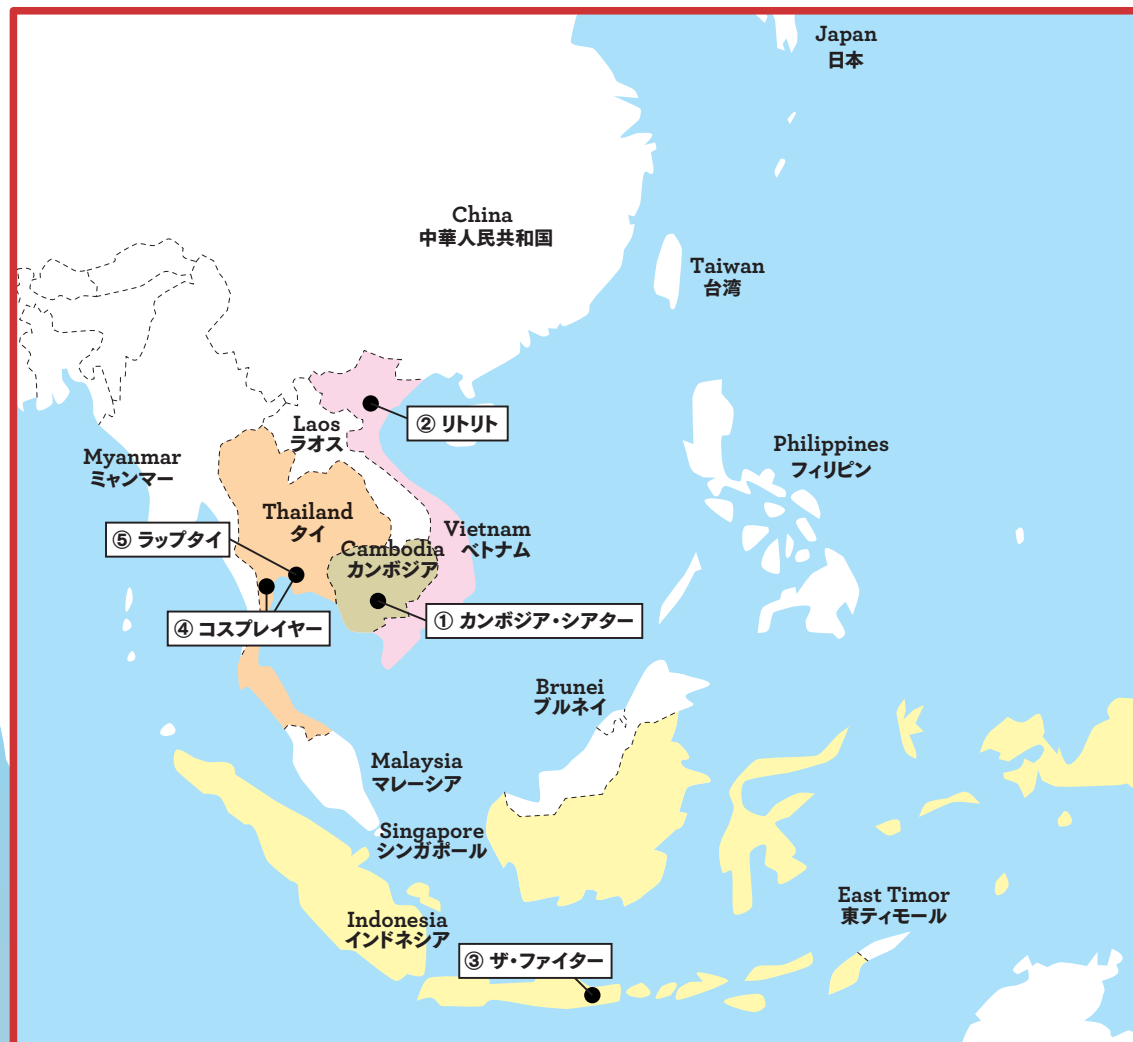 Japan
日本
China
中華人民共和国
Taiwan
台湾
② リトリト
Laos
ラオス
Philippines
フィリピン
Myanmar
ミャンマー
Thailand
タイ
Vietnam
ベトナム
⑤ ラップタイ
Cambodia
カンボジア
④ コスプレイヤー
① カンボジア・シアター
Brunei
ブルネイ
Malaysia
マレーシア
Singapore
シンガポール
East Timor
東ティモール
Indonesia
インドネシア
③ ザ・ファイター